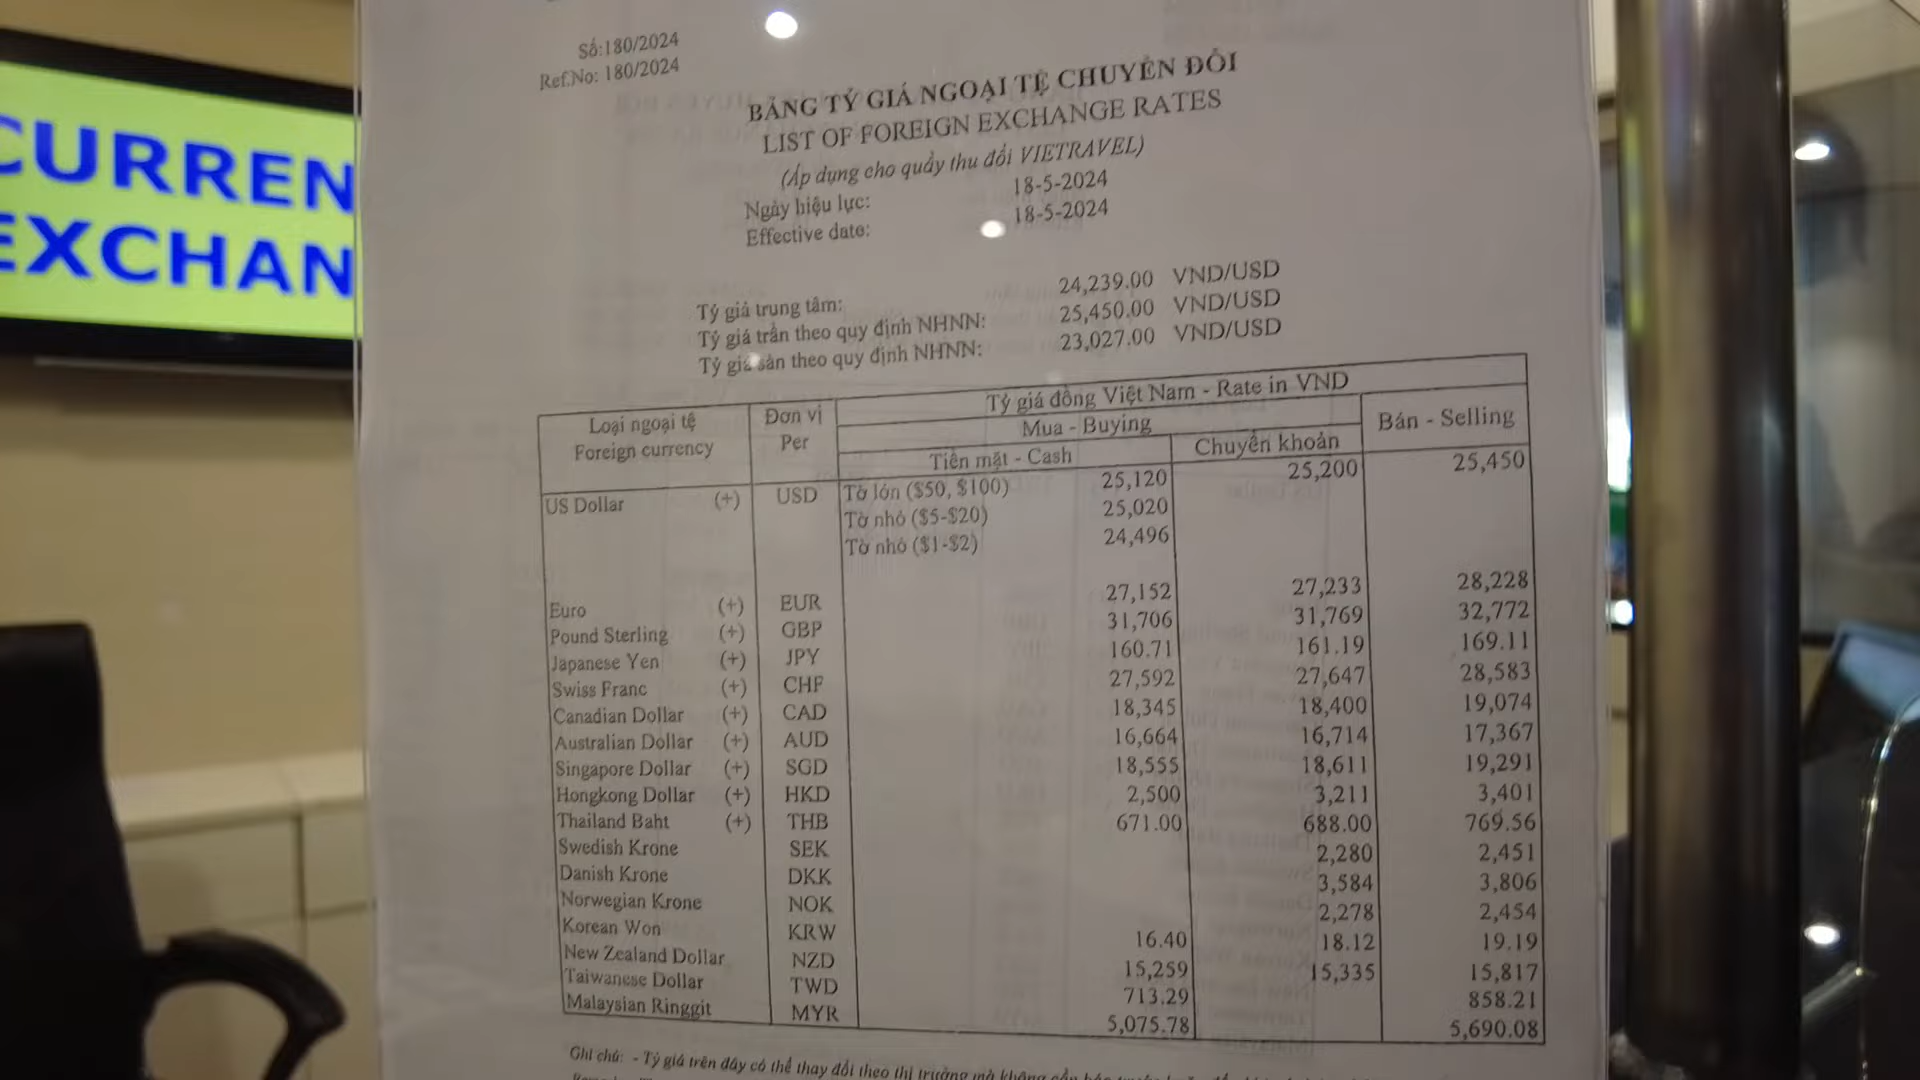 CURREN
EXCHAN
Số:180/2024
Ref.No: 180/2024
BẢNG TỶ GIÁ NGOẠI TỆ CHUYỂN ĐỔI
LIST OF FOREIGN EXCHANGE RATES
(Áp dụng cho quầy thu đổi VIETRAVEL)
Ngày hiệu lực: 18-5-2024
Effective date: 18-5-2024
Tỷ giá trung tâm: 24,239.00 VND/USD
Tỷ giá trần theo quy định NHNN: 25,450.00 VND/USD
Tỷ giá sàn theo quy định NHNN: 23,027.00 VND/USD
Loại ngoại tệ Đơn vị Tỷ giá đồng Việt Nam - Rate in VND
Foreign currency Per Mua - Buying Bán - Selling
Tiền mặt - Cash Chuyển khoản
US Dollar (+) USD Tờ lớn ($50, $100) 25,120 25,200 25,450
Tờ nhỏ ($5-$20) 25,020
Tờ nhỏ ($1-$2) 24,496
Euro (+) EUR 27,152 27,233 28,228
Pound Sterling (+) GBP 31,706 31,769 32,772
Japanese Yen (+) JPY 160.71 161.19 169.11
Swiss Franc (+) CHF 27,592 27,647 28,583
Canadian Dollar (+) CAD 18,345 18,400 19,074
Australian Dollar (+) AUD 16,664 16,714 17,367
Singapore Dollar (+) SGD 18,555 18,611 19,291
Hongkong Dollar (+) HKD 2,500 3,211 3,401
Thailand Baht (+) THB 671.00 688.00 769.56
Swedish Krone SEK 2,280 2,451
Danish Krone DKK 3,584 3,806
Norwegian Krone NOK 2,278 2,454
Korean Won KRW 16.40 18.12 19.19
New Zealand Dollar NZD 15,259 15,335 15,817
Taiwanese Dollar TWD 713.29 858.21
Malaysian Ringgit MYR 5,075.78 5,690.08
Ghi chú: - Tỷ giá trên đây có thể thay đổi theo thị trường mà không cần